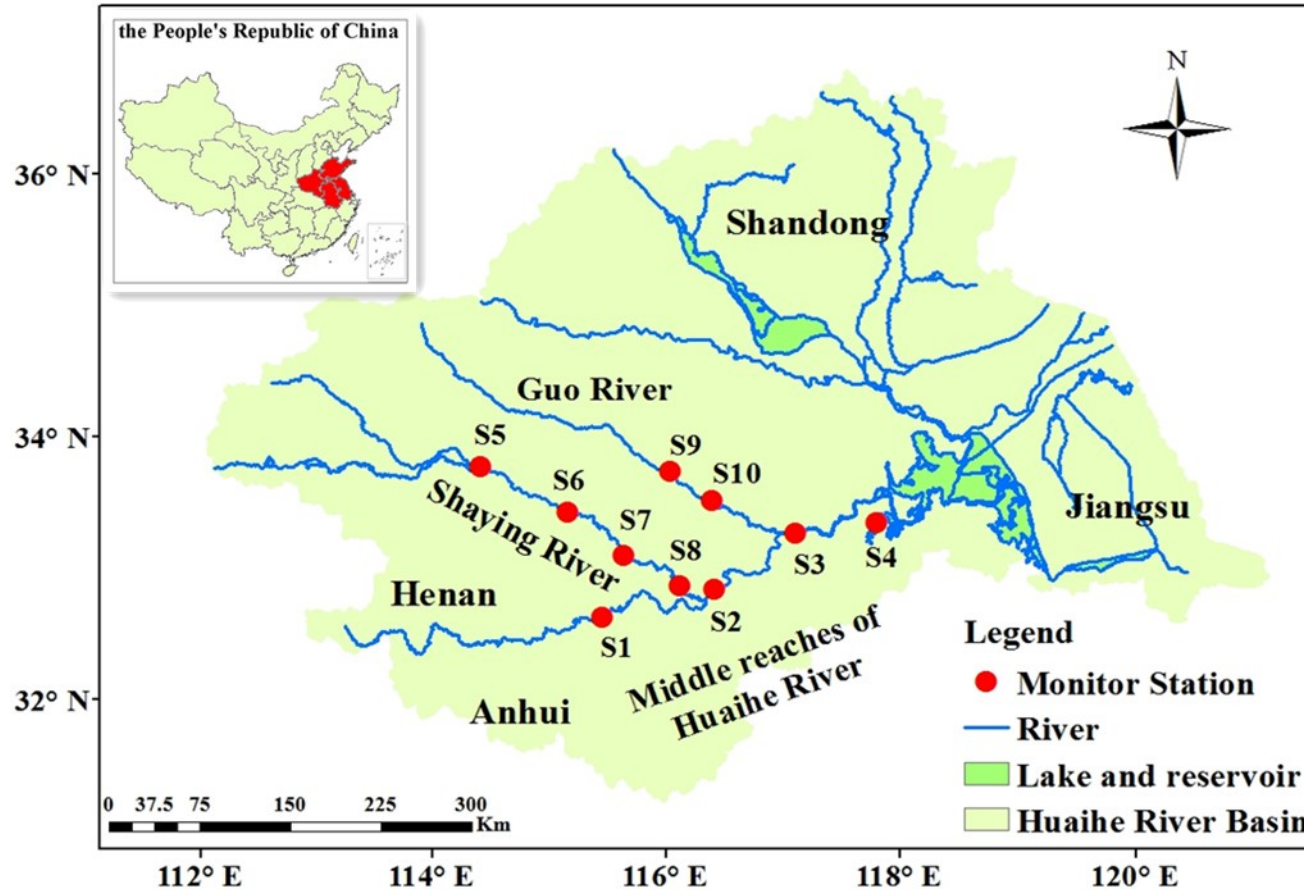 the People's Republic of China
N
36° N
34° N
32° N
Shandong
Guo River
S9
S5
S10
S6
Shaying River
Jiangsu
S7
S3
S4
S8
Henan
S2
S1
Middle reaches of
Huaihe River
Anhui
Legend
Monitor Station
River
Lake and reservoir
Huaihe River Basin
0 37.5 75 150 225 300
Km
112° E 114° E 116° E 118° E 120° E